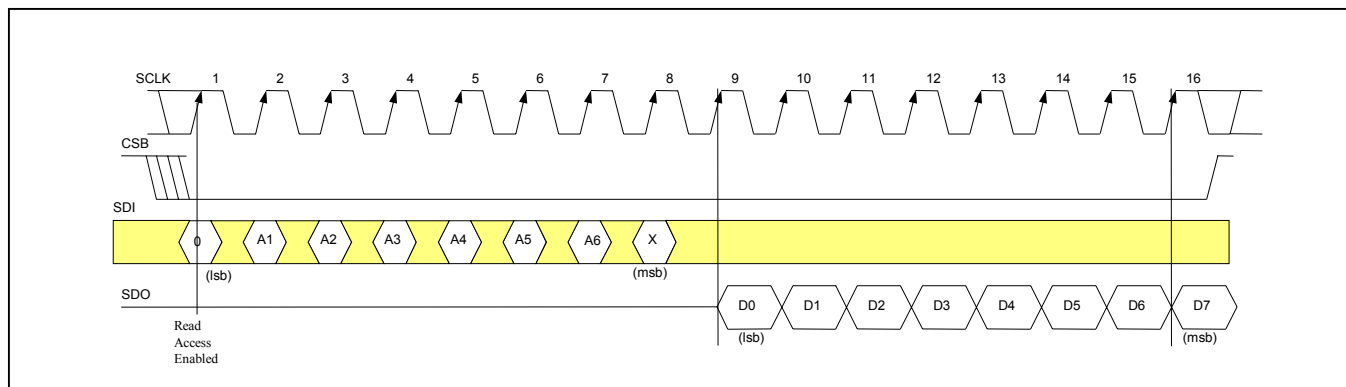 SCLK 1 2 3 4 5 6 7 8 9 10 11 12 13 14 15 16
CSB
SDI
0 A1 A2 A3 A4 A5 A6 X
(lsb) (msb)
SDO D0 D1 D2 D3 D4 D5 D6 D7
(lsb) (msb)
Read
Access
Enabled